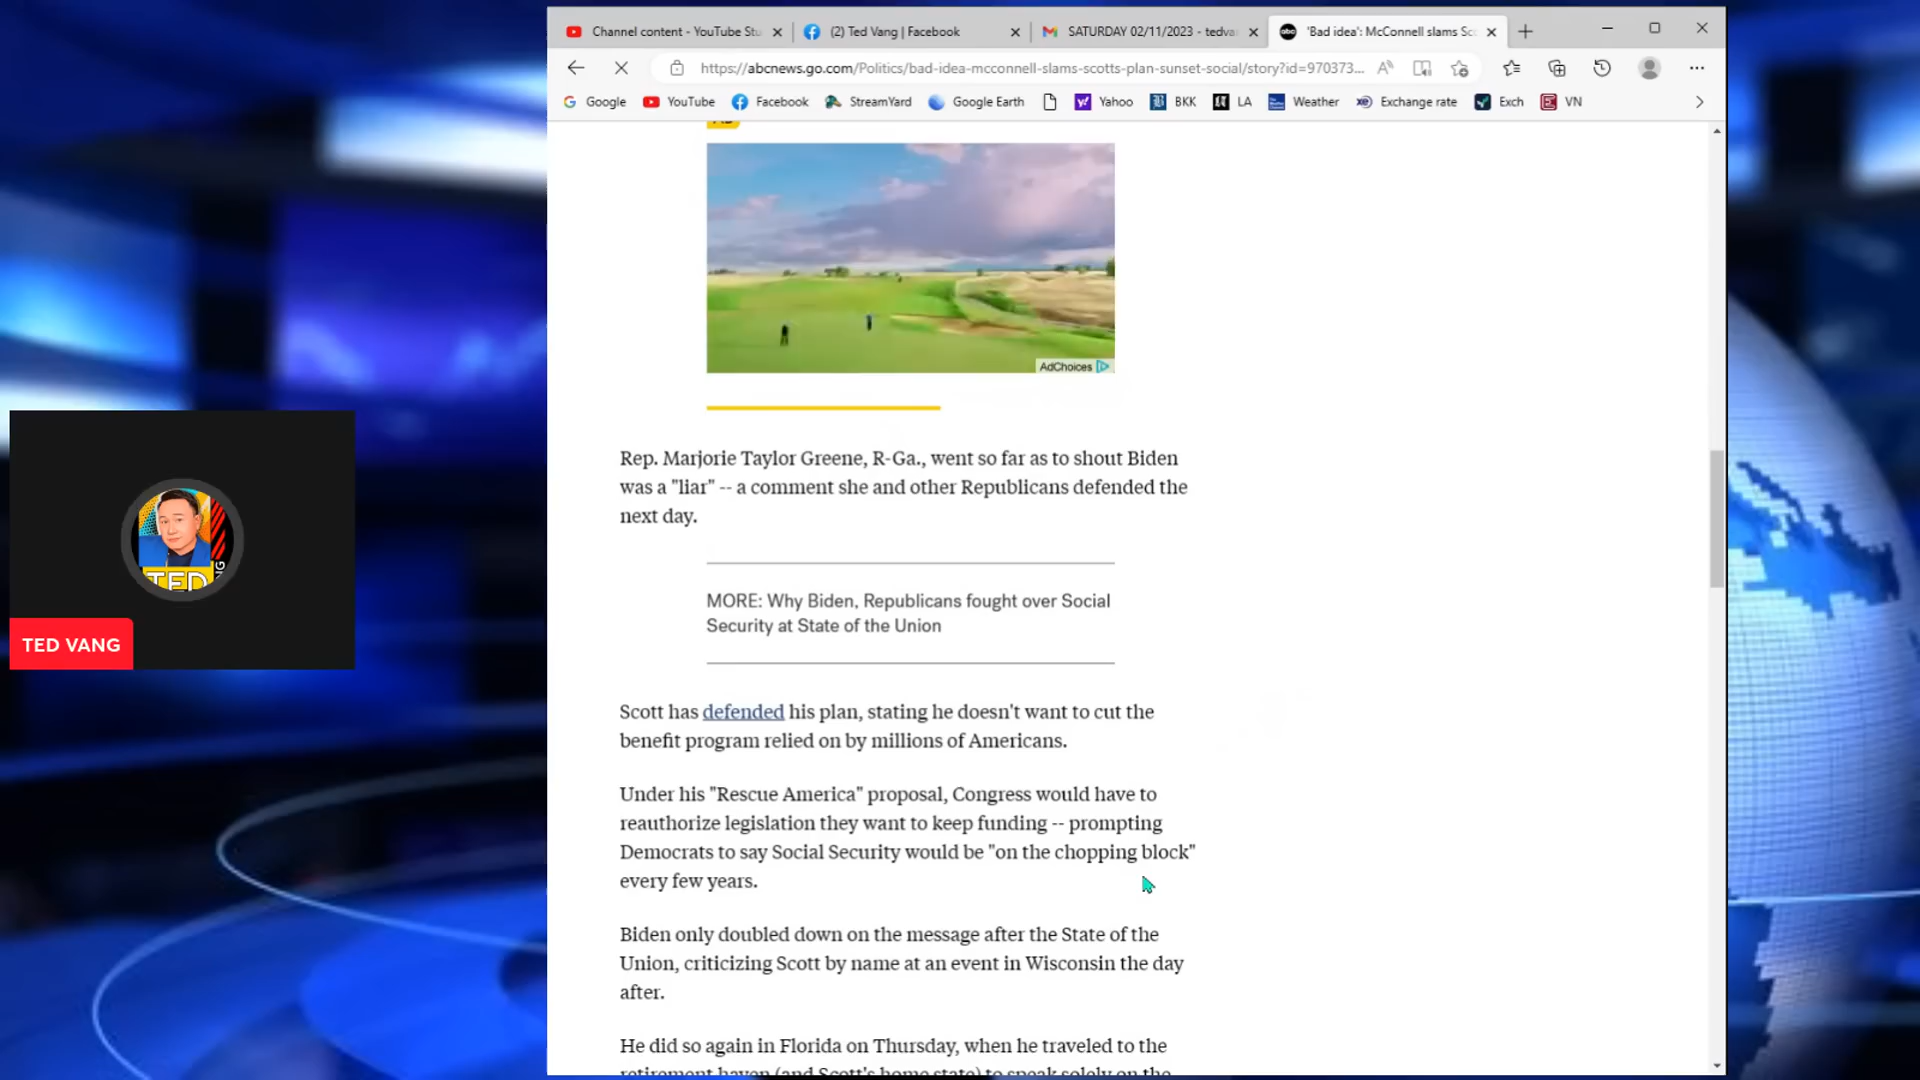 Channel content - YouTube Stu
(2) Ted Vang | Facebook
SATURDAY 02/11/2023 - tedva
'Bad idea': McConnell slams Sc
https://abcnews.go.com/Politics/bad-idea-mcconnell-slams-scotts-plan-sunset-social/story?id=970373...
Google
YouTube
Facebook
StreamYard
Google Earth
Yahoo
BKK
LA
Weather
Exchange rate
Exch
VN
AdChoices
Rep. Marjorie Taylor Greene, R-Ga., went so far as to shout Biden
was a "liar" -- a comment she and other Republicans defended the
next day.
MORE: Why Biden, Republicans fought over Social
Security at State of the Union
Scott has defended his plan, stating he doesn't want to cut the
benefit program relied on by millions of Americans.
Under his "Rescue America" proposal, Congress would have to
reauthorize legislation they want to keep funding -- prompting
Democrats to say Social Security would be "on the chopping block"
every few years.
Biden only doubled down on the message after the State of the
Union, criticizing Scott by name at an event in Wisconsin the day
after.
He did so again in Florida on Thursday, when he traveled to the
retirement haven (and Scott's home state) to speak solely on the
TED
TED VANG